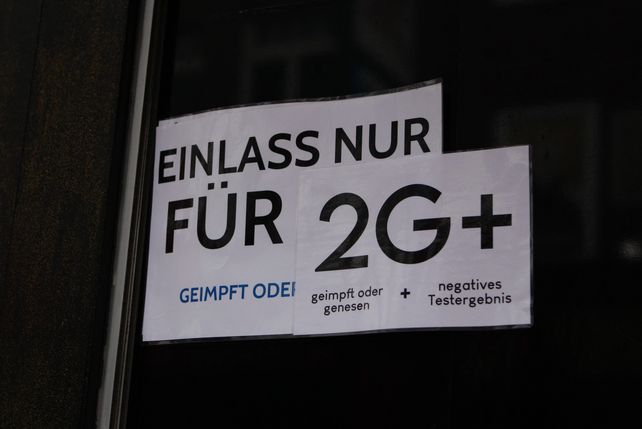 EINLASS NUR
FÜR 2G+
GEIMPFT ODER
geimpft oder
genesen
+
negatives
Testergebnis